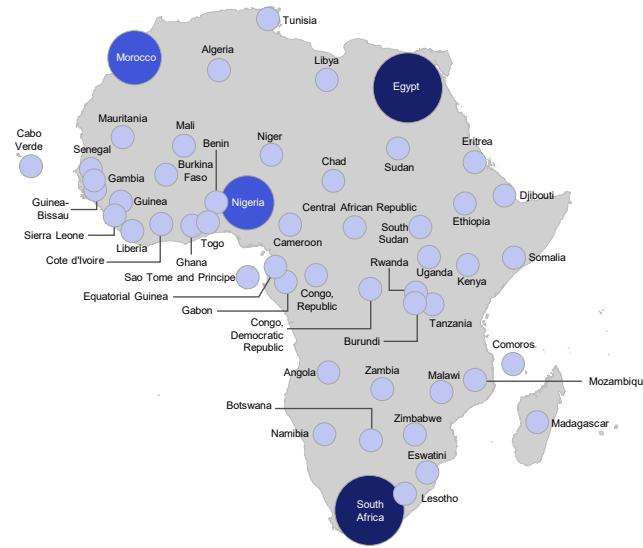 Tunisia
Morocco
Algeria
Libya
Egypt
Mauritania
Mali
Benin
Niger
Cabo
Verde
Senegal
Burkina
Faso
Chad
Sudan
Eritrea
Gambia
Djibouti
Guinea-
Bissau
Guinea
Nigeria
Central African Republic
South
Sudan
Ethiopia
Sierra Leone
Liberia
Togo
Cameroon
Cote d'Ivoire
Ghana
Sao Tome and Principe
Rwanda
Uganda
Kenya
Somalia
Equatorial Guinea
Gabon
Congo,
Republic
Tanzania
Congo,
Democratic
Republic
Burundi
Comoros
Angola
Zambia
Malawi
Mozambiqu
Botswana
Namibia
Zimbabwe
Madagascar
Eswatini
South
Africa
Lesotho